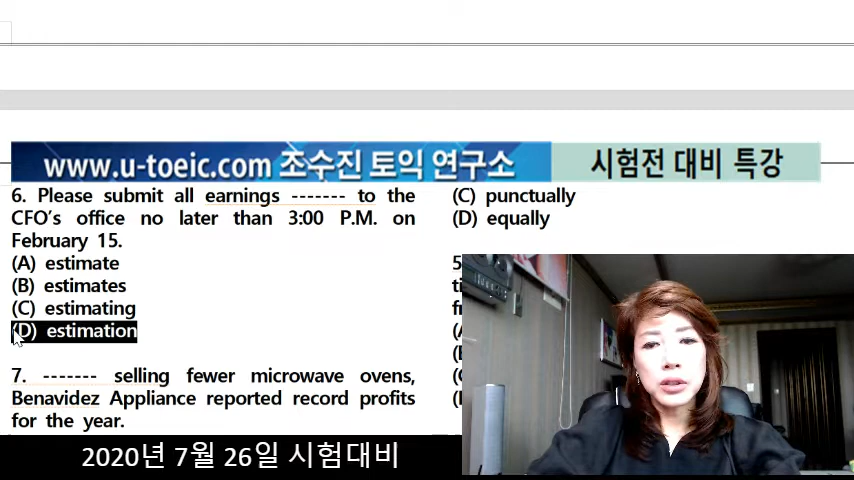 www.u-toeic.com 조수진 토익 연구소
시험전 대비 특강
6. Please submit all earnings ------- to the
CFO's office no later than 3:00 P.M. on
February 15.
(A) estimate
(B) estimates
(C) estimating
(D) estimation
7. ------- selling fewer microwave ovens,
Benavidez Appliance reported record profits
for the year.
(C) punctually
(D) equally
2020년 7월 26일 시험대비